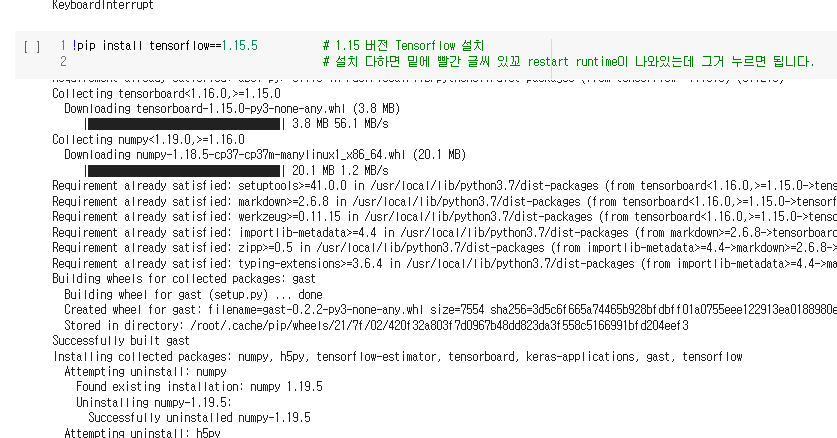 KeyboardInterrupt
[ ] 1 !pip install tensorflow==1.15.5 # 1.15 버전 Tensorflow 설치
2 # 설치 다하면 밑에 빨간 글씨 있꼬 restart runtime이 나와있는데 그거 누르면 됩니다.
Collecting tensorboard<1.16.0,>=1.15.0
Downloading tensorboard-1.15.0-py3-none-any.whl (3.8 MB)
| | 3.8 MB 56.1 MB/s
Collecting numpy<1.19.0,>=1.16.0
Downloading numpy-1.18.5-cp37-cp37m-manylinux1_x86_64.whl (20.1 MB)
| | 20.1 MB 1.2 MB/s
Requirement already satisfied: setuptools>=41.0.0 in /usr/local/lib/python3.7/dist-packages (from tensorboard<1.16.0,>=1.15.0->tens
Requirement already satisfied: markdown>=2.6.8 in /usr/local/lib/python3.7/dist-packages (from tensorboard<1.16.0,>=1.15.0->tensorf
Requirement already satisfied: werkzeug>=0.11.15 in /usr/local/lib/python3.7/dist-packages (from tensorboard<1.16.0,>=1.15.0->tenso
Requirement already satisfied: importlib-metadata>=4.4 in /usr/local/lib/python3.7/dist-packages (from markdown>=2.6.8->tensorboard
Requirement already satisfied: zipp>=0.5 in /usr/local/lib/python3.7/dist-packages (from importlib-metadata>=4.4->markdown>=2.6.8->
Requirement already satisfied: typing-extensions>=3.6.4 in /usr/local/lib/python3.7/dist-packages (from importlib-metadata>=4.4->ma
Building wheels for collected packages: gast
Building wheel for gast (setup.py) ... done
Created wheel for gast: filename=gast-0.2.2-py3-none-any.whl size=7554 sha256=3d5c6f665a74465b928bfdbff01a0755eee122913ea0188980e
Stored in directory: /root/.cache/pip/wheels/21/7f/02/420f32a803f7d0967b48dd823da3f558c5166991bfd204eef3
Successfully built gast
Installing collected packages: numpy, h5py, tensorflow-estimator, tensorboard, keras-applications, gast, tensorflow
Attempting uninstall: numpy
Found existing installation: numpy 1.19.5
Uninstalling numpy-1.19.5:
Successfully uninstalled numpy-1.19.5
Attempting uninstall: h5py